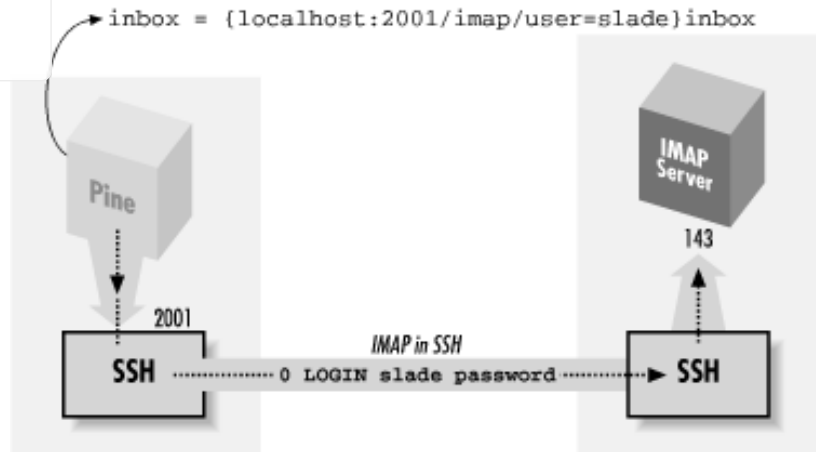 inbox = {localhost:2001/imap/user=slade}inbox
Pine
IMAP
Server
143
2001
IMAP in SSH
SSH
0 LOGIN slade password
SSH